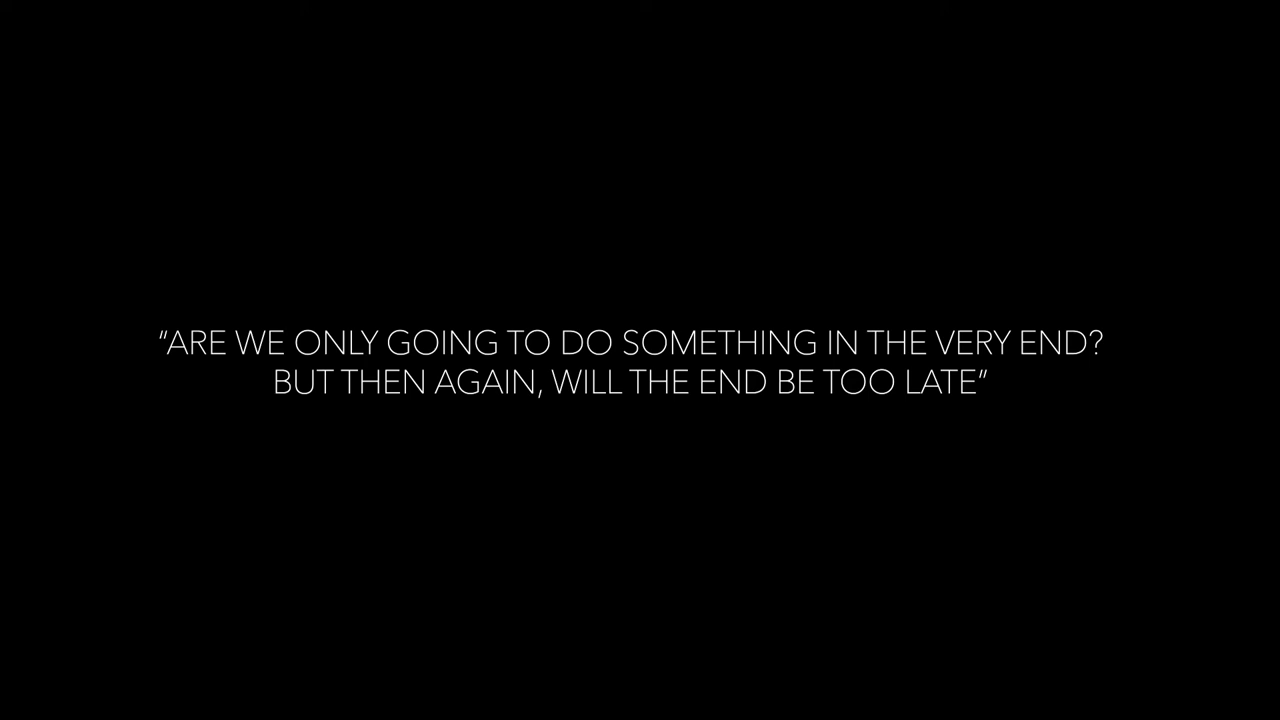 “ARE WE ONLY GOING TO DO SOMETHING IN THE VERY END?
BUT THEN AGAIN, WILL THE END BE TOO LATE”